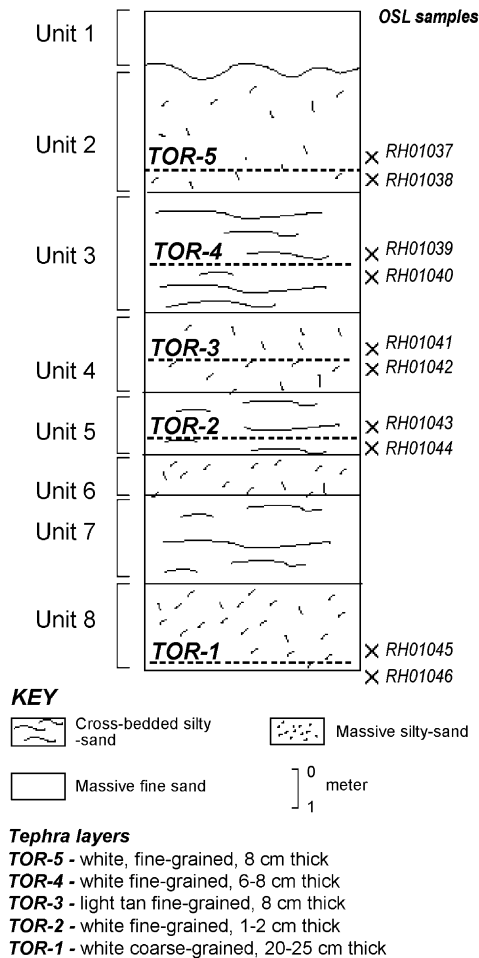 OSL samples
Unit 1
Unit 2
TOR-5
RH01037
RH01038
Unit 3
TOR-4
RH01039
RH01040
Unit 4
TOR-3
RH01041
RH01042
Unit 5
TOR-2
RH01043
RH01044
Unit 6
Unit 7
Unit 8
TOR-1
RH01045
RH01046
KEY
Cross-bedded silty
-sand
Massive silty-sand
Massive fine sand
0
meter
1
Tephra layers
TOR-5 - white, fine-grained, 8 cm thick
TOR-4 - white fine-grained, 6-8 cm thick
TOR-3 - light tan fine-grained, 8 cm thick
TOR-2 - white fine-grained, 1-2 cm thick
TOR-1 - white coarse-grained, 20-25 cm thick